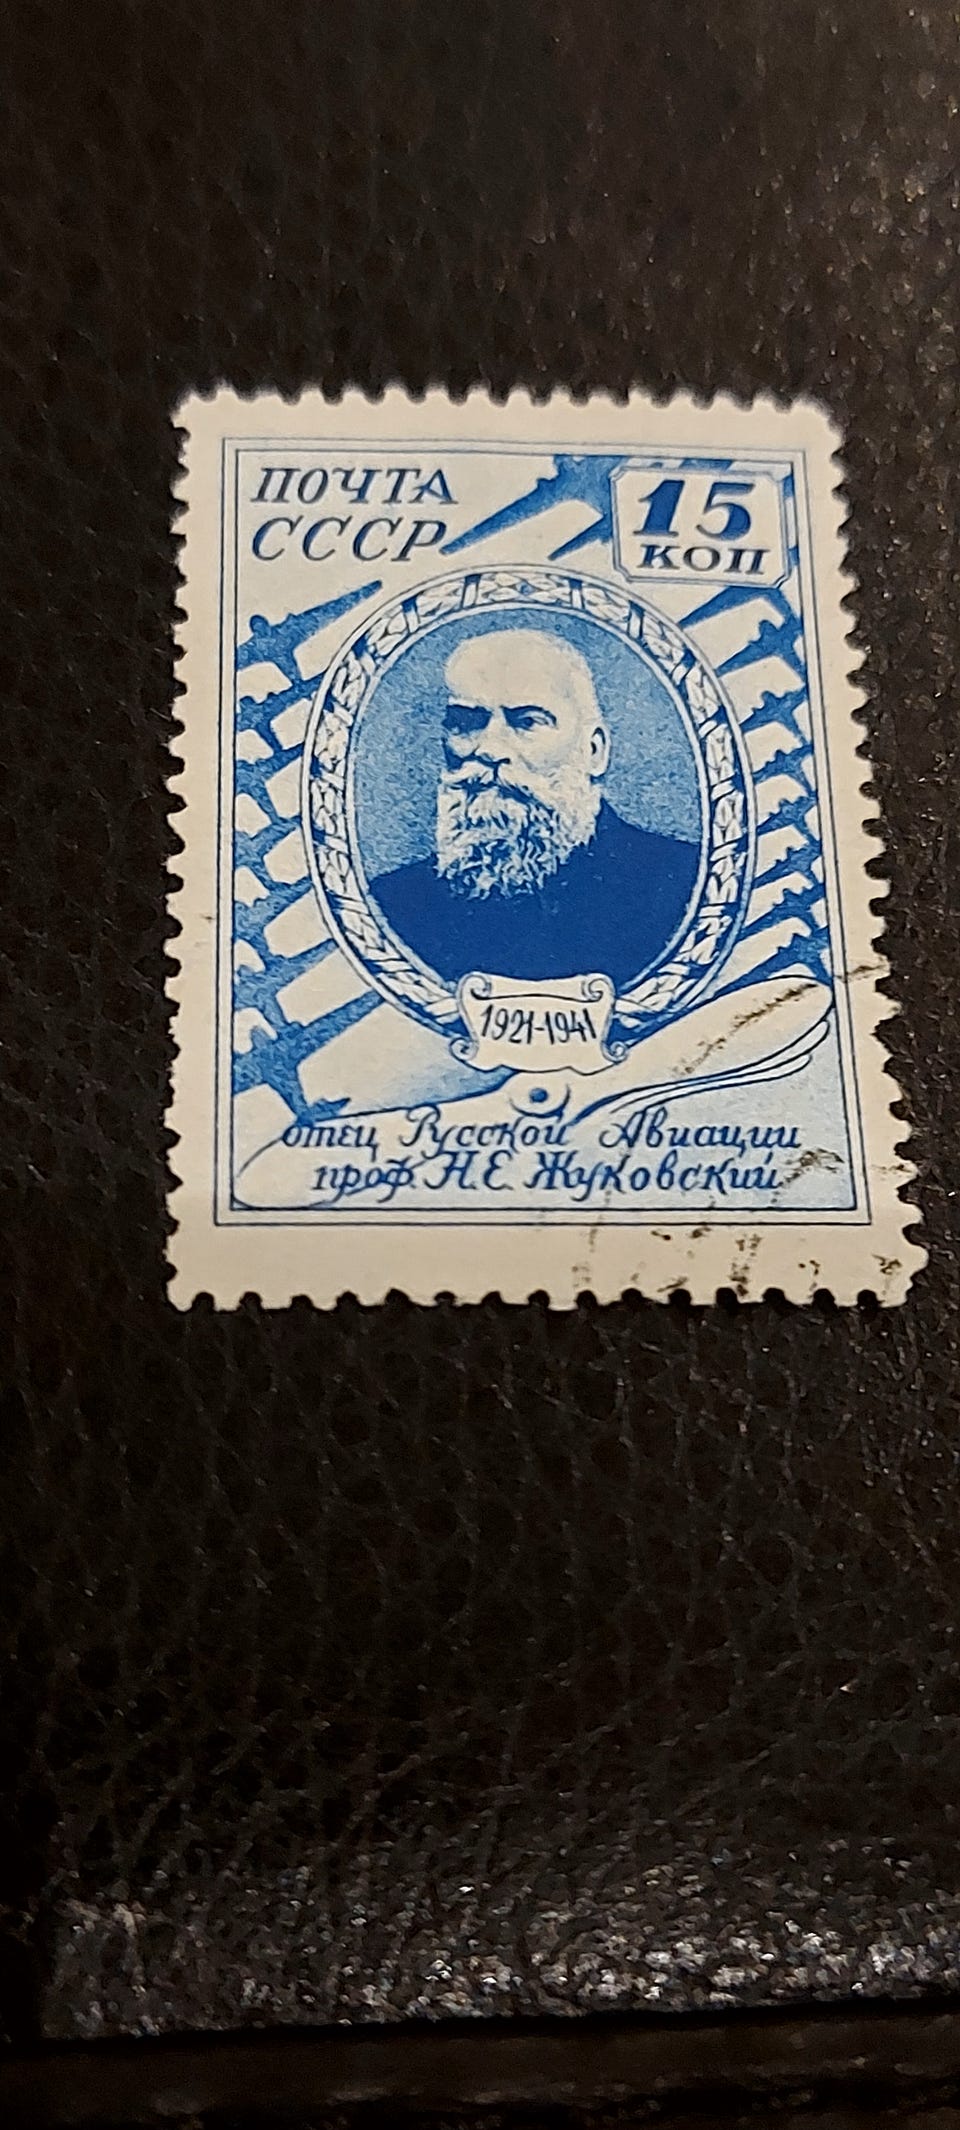 ПОЧТА
СССР
15
КОП
1921-1941
отец Русской Авиации
проф. Н.Е. Жуковский